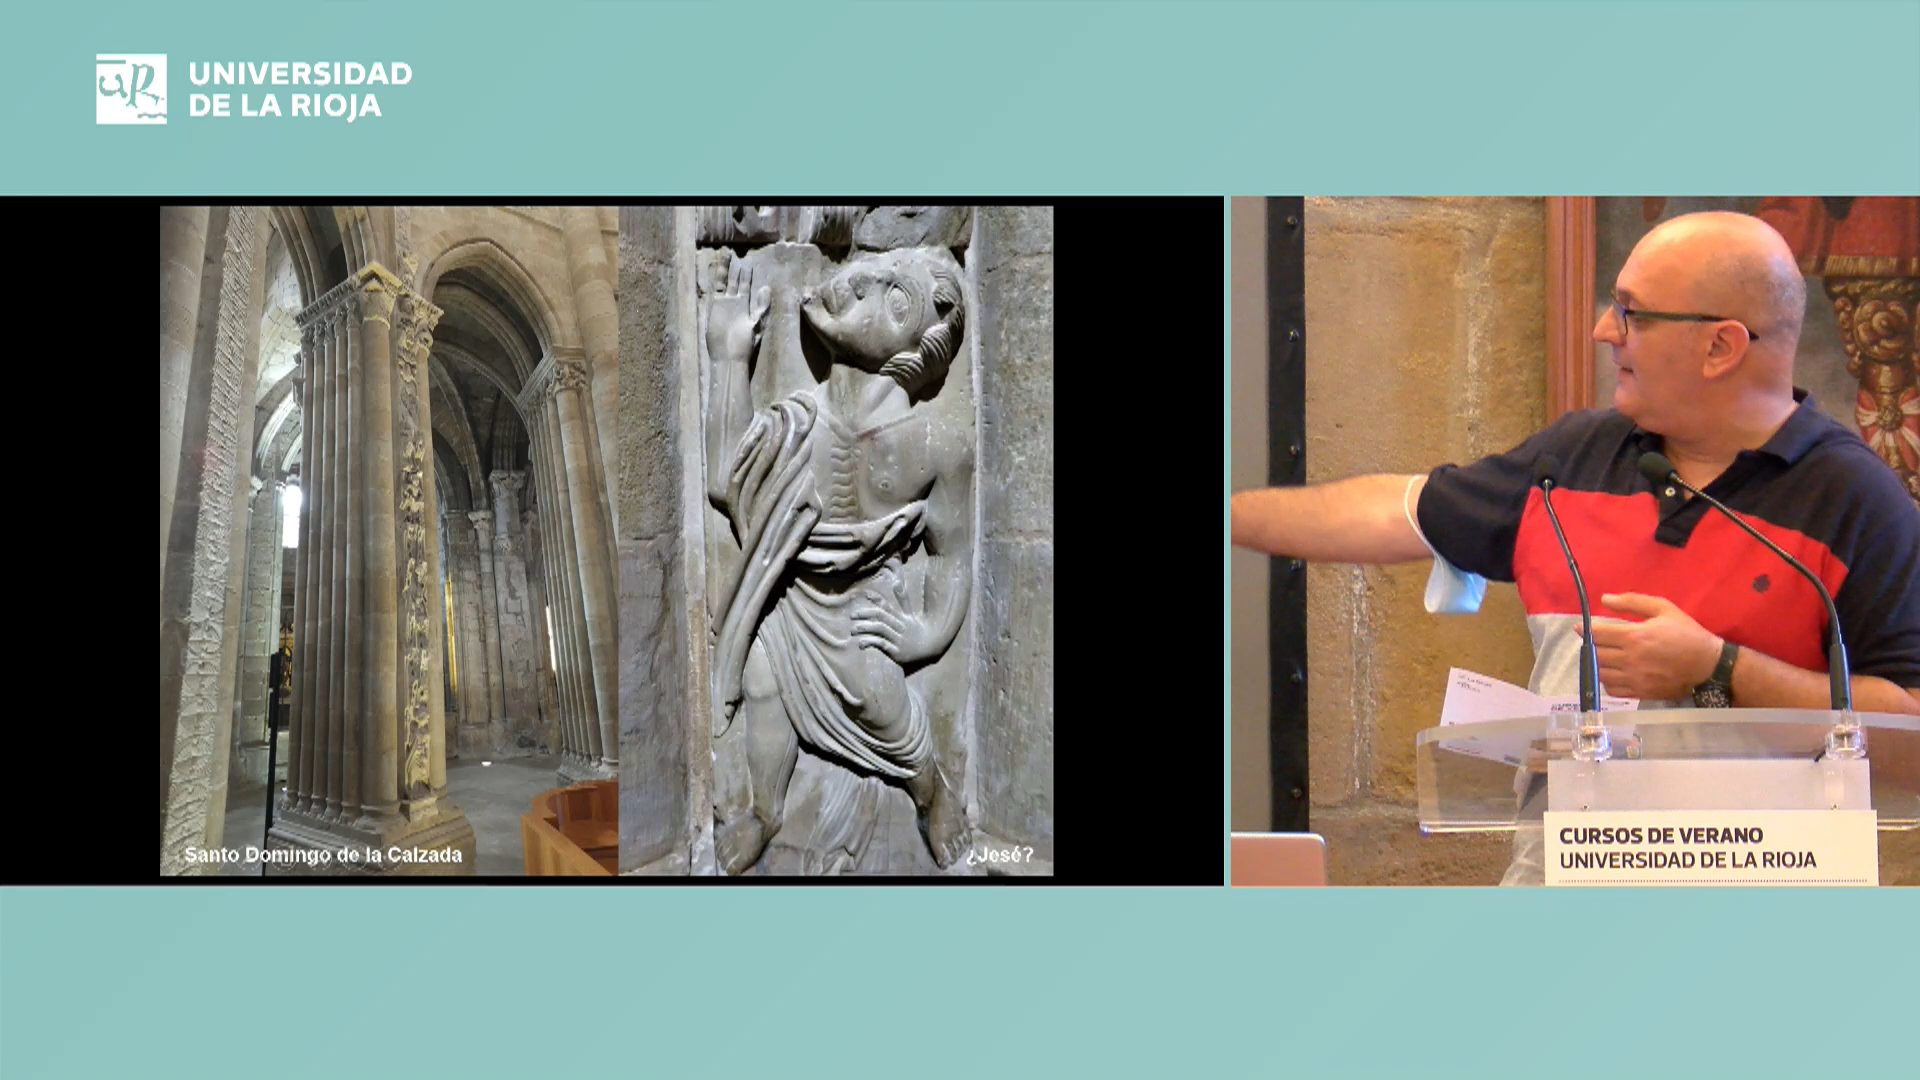 UNIVERSIDAD
DE LA RIOJA
Santo Domingo de la Calzada
¿Jesé?
CURSOS DE VERANO
UNIVERSIDAD DE LA RIOJA